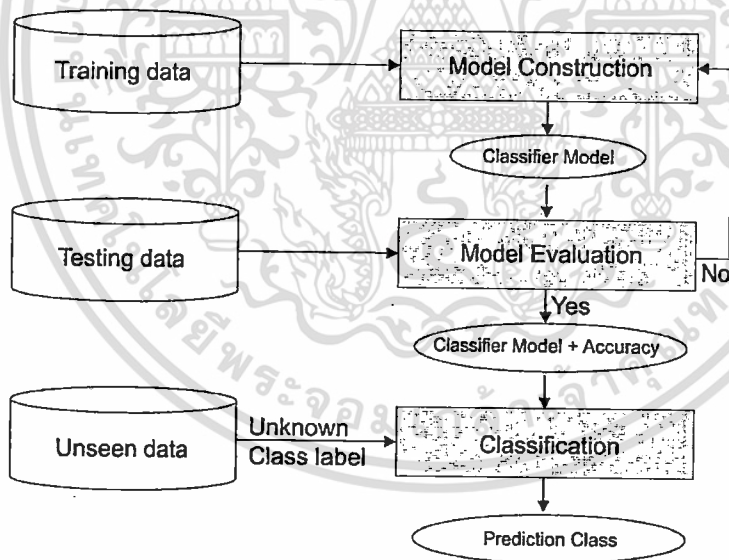 Training data
Model Construction
Classifier Model
Testing data
Model Evaluation
No
Yes
Classifier Model + Accuracy
Unseen data
Unknown
Class label
Classification
Prediction Class